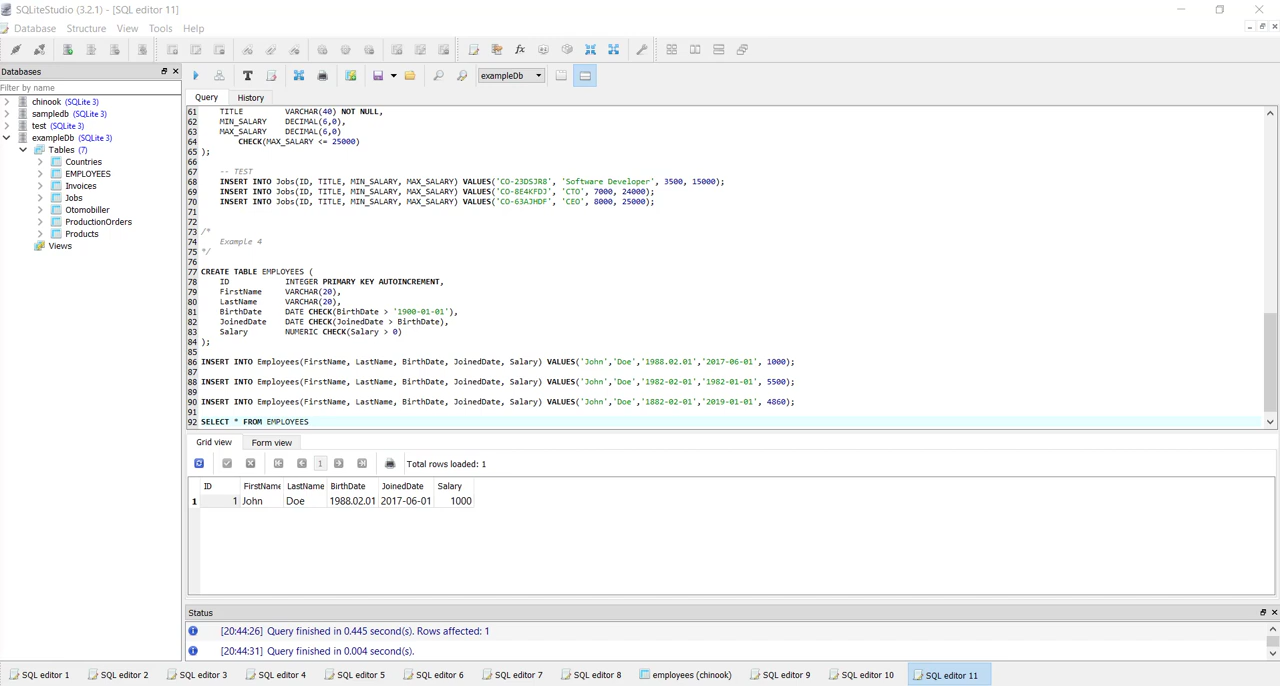 SQLiteStudio (3.2.1) - [SQL editor 11]
Database Structure View Tools Help
Databases
Filter by name
chinook (SQLite 3)
sampledb (SQLite 3)
test (SQLite 3)
exampleDb (SQLite 3)
Tables (7)
Countries
EMPLOYEES
Invoices
Jobs
Otomobiller
ProductionOrders
Products
Views
exampleDb
Query History
61 TITLE VARCHAR(40) NOT NULL,
62 MIN_SALARY DECIMAL(6,0),
63 MAX_SALARY DECIMAL(6,0)
64 CHECK(MAX_SALARY <= 25000)
65 );
66
67 -- TEST
68 INSERT INTO Jobs(ID, TITLE, MIN_SALARY, MAX_SALARY) VALUES('CO-23DSJR8', 'Software Developer', 3500, 15000);
69 INSERT INTO Jobs(ID, TITLE, MIN_SALARY, MAX_SALARY) VALUES('CO-8E4KFDJ', 'CTO', 7000, 24000);
70 INSERT INTO Jobs(ID, TITLE, MIN_SALARY, MAX_SALARY) VALUES('CO-63AJHDF', 'CEO', 8000, 25000);
71
72
73 /*
74 Example 4
75 */
76
77 CREATE TABLE EMPLOYEES (
78 ID INTEGER PRIMARY KEY AUTOINCREMENT,
79 FirstName VARCHAR(20),
80 LastName VARCHAR(20),
81 BirthDate DATE CHECK(BirthDate > '1900-01-01'),
82 JoinedDate DATE CHECK(JoinedDate > BirthDate),
83 Salary NUMERIC CHECK(Salary > 0)
84 );
85
86 INSERT INTO Employees(FirstName, LastName, BirthDate, JoinedDate, Salary) VALUES('John','Doe','1988.02.01','2017-06-01', 1000);
87
88 INSERT INTO Employees(FirstName, LastName, BirthDate, JoinedDate, Salary) VALUES('John','Doe','1982-02-01','1982-01-01', 5500);
89
90 INSERT INTO Employees(FirstName, LastName, BirthDate, JoinedDate, Salary) VALUES('John','Doe','1882-02-01','2019-01-01', 4860);
91
92 SELECT * FROM EMPLOYEES
Grid view Form view
1 Total rows loaded: 1
ID FirstName LastName BirthDate JoinedDate Salary
1 1 John Doe 1988.02.01 2017-06-01 1000
Status
[20:44:26] Query finished in 0.445 second(s). Rows affected: 1
[20:44:31] Query finished in 0.004 second(s).
SQL editor 1 SQL editor 2 SQL editor 3 SQL editor 4 SQL editor 5 SQL editor 6 SQL editor 7 SQL editor 8 employees (chinook) SQL editor 9 SQL editor 10 SQL editor 11